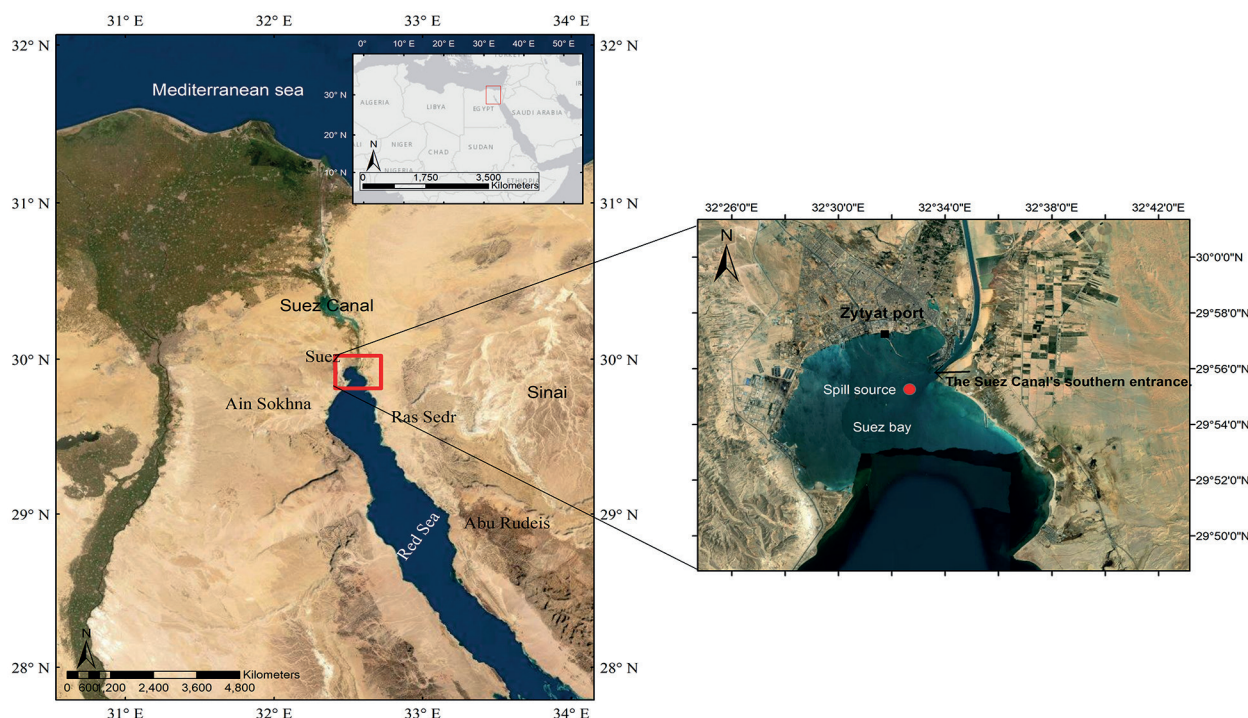 31° E 32° E 33° E 34° E
32° N
31° N
30° N
29° N
28° N
Mediterranean sea
0° 10° E 20° E 30° E 40° E 50° E
TURKEY
30° N
20° N
10° N
ALGERIA
LIBYA
EGYPT
SAUDI ARABIA
NIGER
CHAD
SUDAN
NIGERIA
ETHIOPIA
N
0 1,750 3,500
Kilometers
Suez Canal
Suez
Ain Sokhna
Ras Sedr
Sinai
Abu Rudeis
Red Sea
N
Kilometers
0 600 1,200 2,400 3,600 4,800
31° E 32° E 33° E 34° E
32° N
31° N
30° N
29° N
28° N
32°26'0"E 32°30'0"E 32°34'0"E 32°38'0"E 32°42'0"E
N
Zytyat port
The Suez Canal's southern entrance.
Spill source
Suez bay
30°0'0"N
29°58'0"N
29°56'0"N
29°54'0"N
29°52'0"N
29°50'0"N